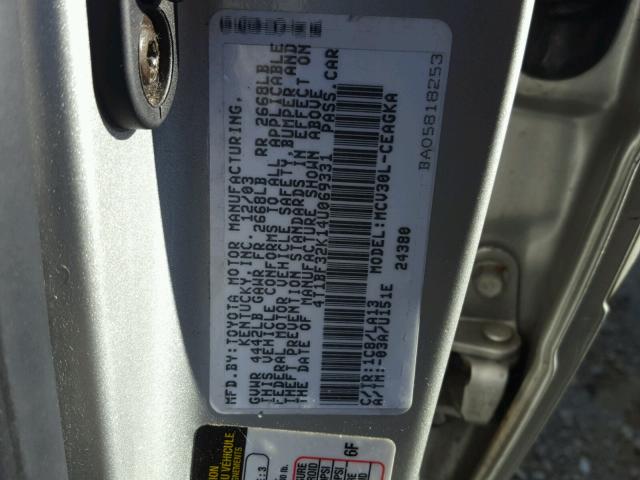 MFD.BY:TOYOTA MOTOR MANUFACTURING,
KENTUCKY, INC. 12/03
GVWR 4442LB GAWR FR 2668LB RR 2668LB
THIS VEHICLE CONFORMS TO ALL APPLICABLE
FEDERAL MOTOR VEHICLE SAFETY, BUMPER AND
THEFT PREVENTION STANDARDS IN EFFECT ON
THE DATE OF MANUFACTURE SHOWN ABOVE.
4T1BF32K14U069331 PASS.CAR
C/TR:1C8/LA13 MODEL:MCV30L-CEAGKA
A/TM:-03A/U151E 24380
BA05818253
VÉHICULE
6F